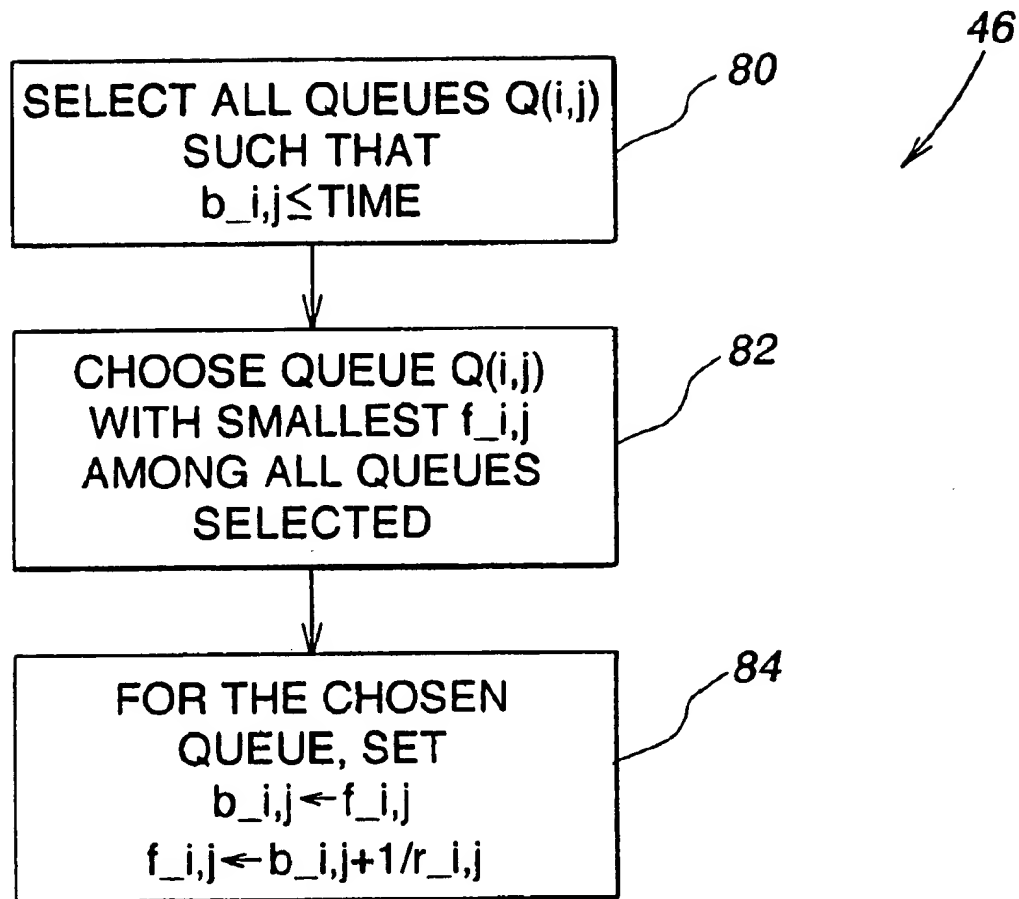 46
80
SELECT ALL QUEUES Q(i,j)
SUCH THAT
b_i,j≤TIME
82
CHOOSE QUEUE Q(i,j)
WITH SMALLEST f_i,j
AMONG ALL QUEUES
SELECTED
84
FOR THE CHOSEN
QUEUE, SET
b_i,j←f_i,j
f_i,j←b_i,j+1/r_i,j